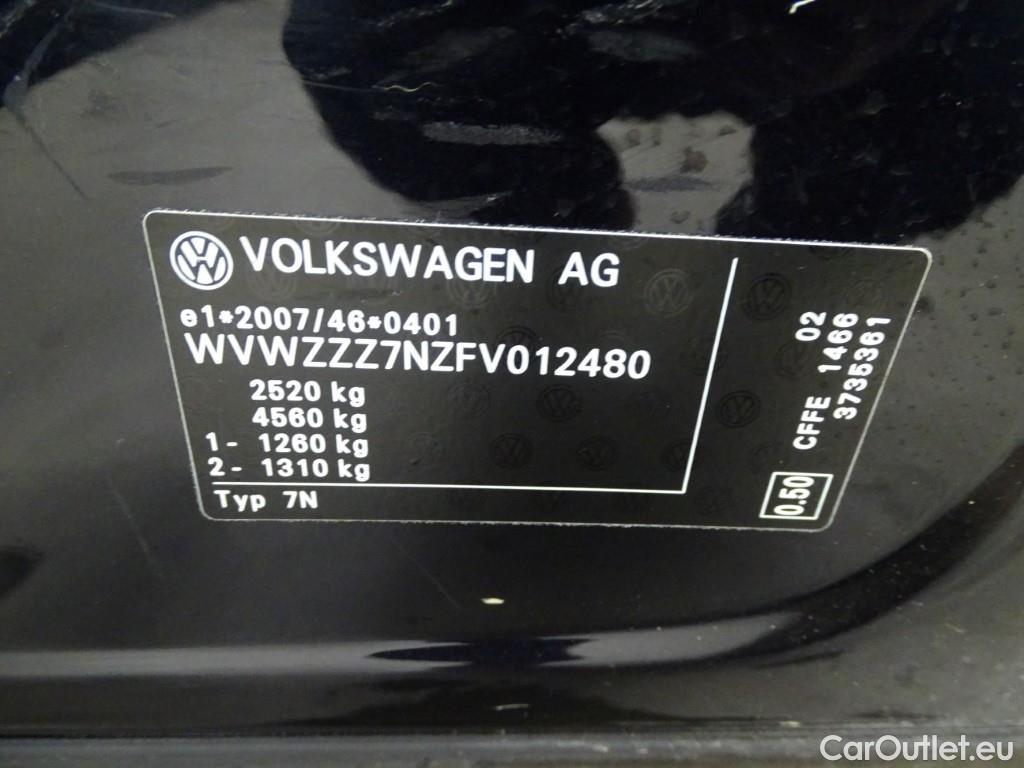 VOLKSWAGEN AG
e1*2007/46*0401
WVWZZZ7NZFV012480
2520 kg
4560 kg
1- 1260 kg
2- 1310 kg
Typ 7N
02
CFFE 1466
3735361
0.50
CarOutlet.eu